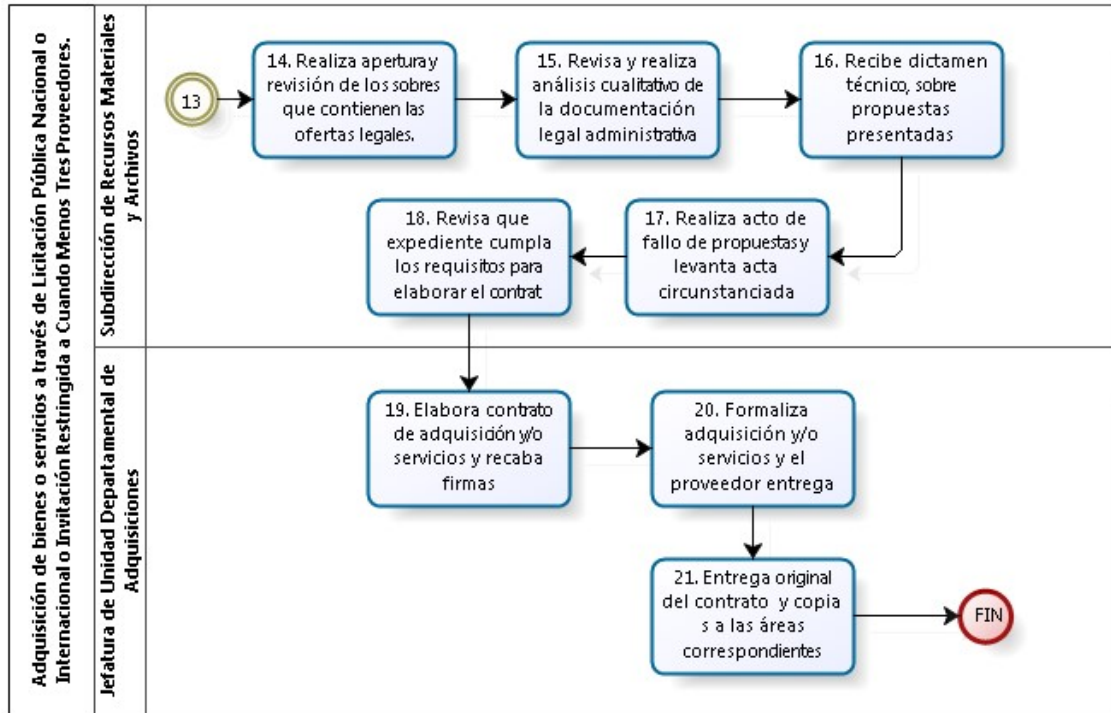 Adquisición de bienes o servicios a través de Licitación Pública Nacional o
Internacional o Invitación Restringida a Cuando Menos Tres Proveedores.
Subdirección de Recursos Materiales
y Archivos
13
14. Realiza apertura y
revisión de los sobres
que contienen las
ofertas legales.
15. Revisa y realiza
análisis cualitativo de
la documentación
legal administrativa
16. Recibe dictamen
técnico, sobre
propuestas
presentadas
17. Realiza acto de
fallo de propuestas y
levanta acta
circunstanciada
18. Revisa que
expediente cumpla
los requisitos para
elaborar el contrat
Jefatura de Unidad Departamental de
Adquisiciones
19. Elabora contrato
de adquisición y/o
servicios y recaba
firmas
20. Formaliza
adquisición y/o
servicios y el
proveedor entrega
21. Entrega original
del contrato y copia
s a las áreas
correspondientes
FIN